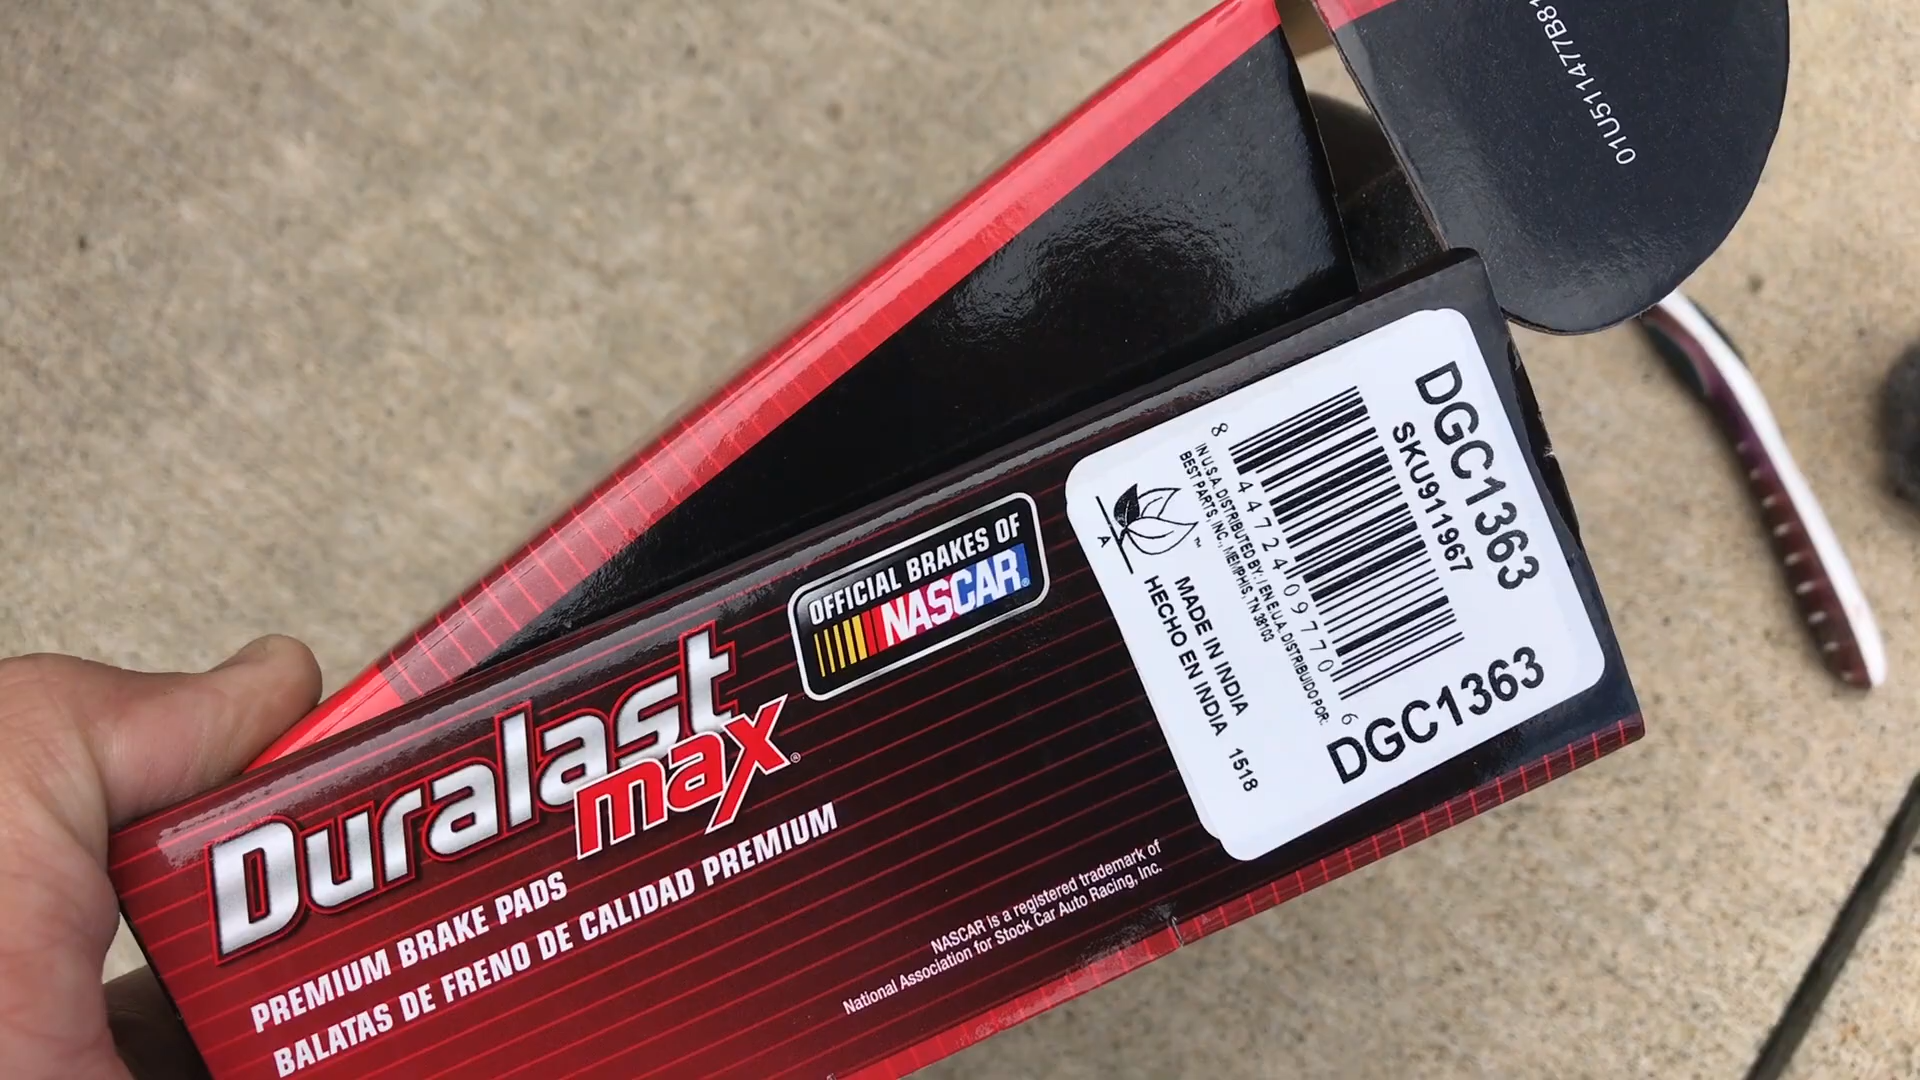 01U511477B81
DGC1363
SKU911967
8 44724 09770 6
IN U.S.A. DISTRIBUTED BY: / EN E.U.A. DISTRIBUIDO POR:
BEST PARTS, INC., MEMPHIS, TN 38103
A
™
MADE IN INDIA
HECHO EN INDIA 1518
DGC1363
OFFICIAL BRAKES OF
NASCAR®
Duralast
max®
PREMIUM BRAKE PADS
BALATAS DE FRENO DE CALIDAD PREMIUM
NASCAR is a registered trademark of
National Association for Stock Car Auto Racing, Inc.